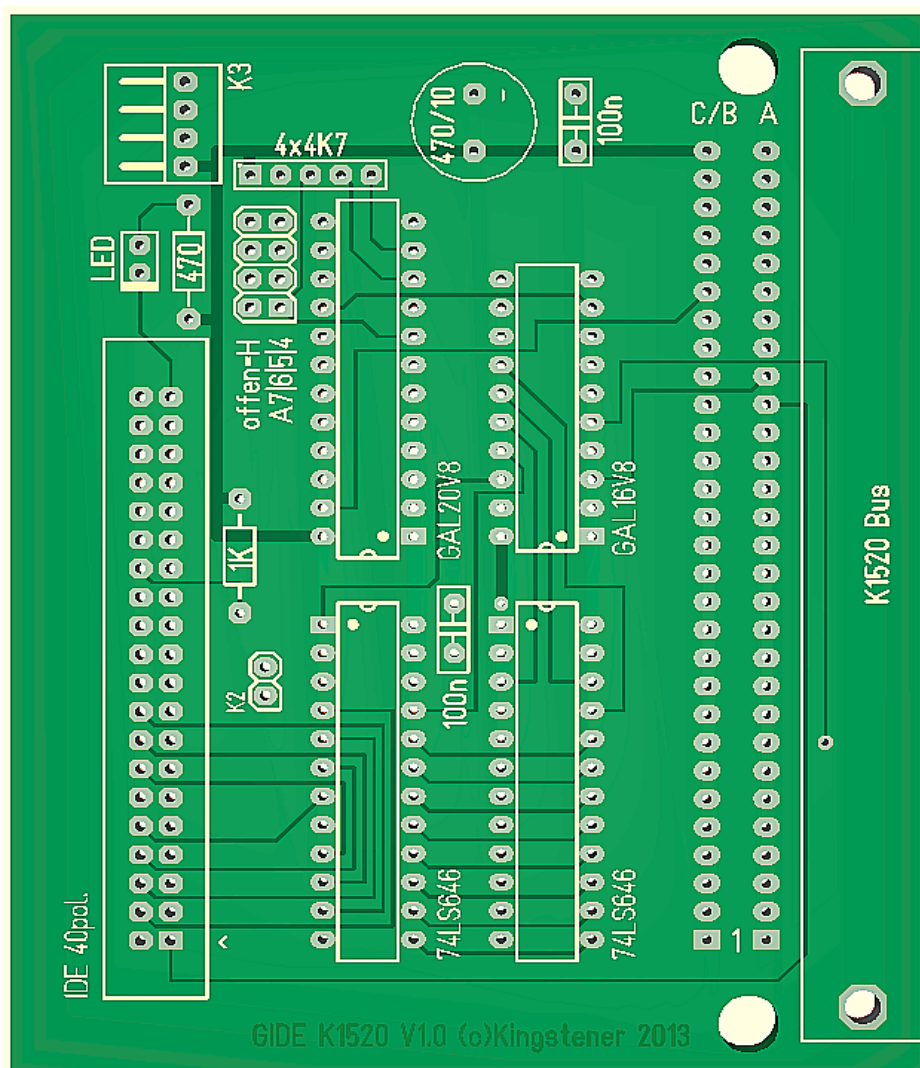 K3
470/10
-
100n
C/B A
4x4K7
LED
470
offen=H
A7|6|5|4
GAL20V8
GAL16V8
K1520 Bus
1K
K2
100n
IDE 40pol.
<
74LS646
74LS646
1
GIDE K1520 V1.0 (c)Kingstener 2013